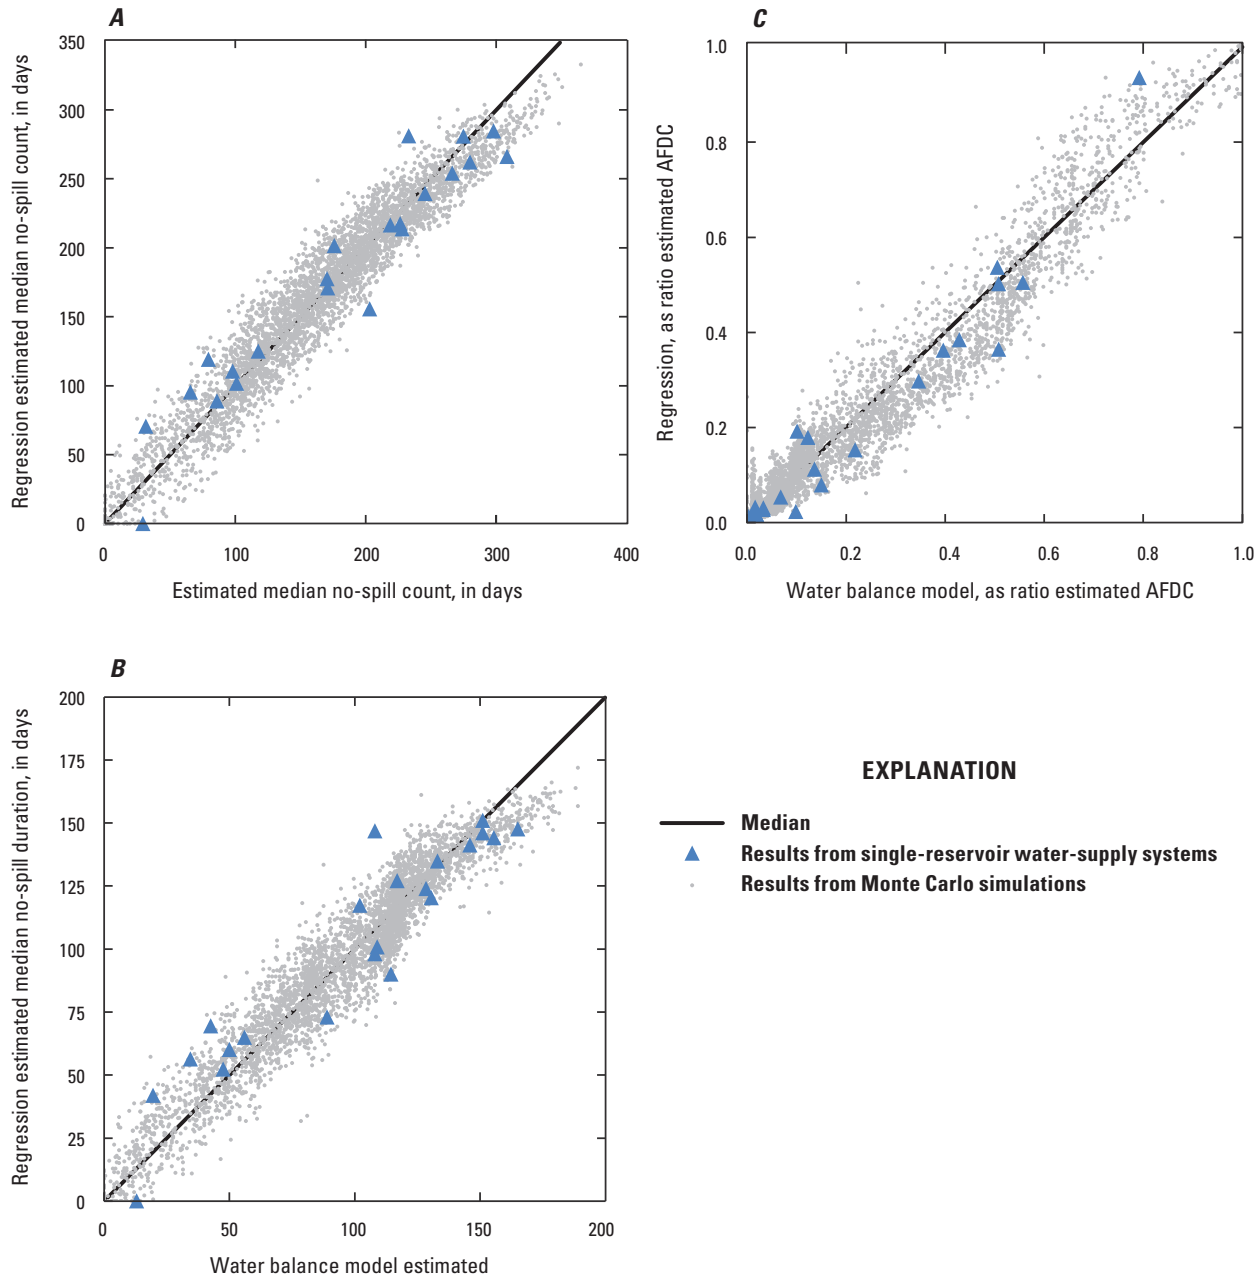 A
Regression estimated median no-spill count, in days
350
300
250
200
150
100
50
0
0 100 200 300 400
Estimated median no-spill count, in days
C
Regression, as ratio estimated AFDC
1.0
0.8
0.6
0.4
0.2
0.0
0.0 0.2 0.4 0.6 0.8 1.0
Water balance model, as ratio estimated AFDC
B
Regression estimated median no-spill duration, in days
200
175
150
125
100
75
50
25
0
0 50 100 150 200
Water balance model estimated
EXPLANATION
Median
Results from single-reservoir water-supply systems
Results from Monte Carlo simulations